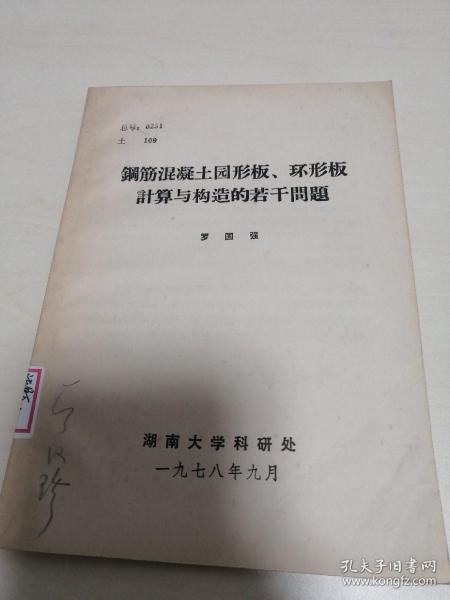 总号：0251
土 109
鋼筋混凝土园形板、环形板
計算与构造的若干問題
罗国强
湖南大学科研处
一九七八年九月
孔夫子旧书网
www.kongfz.com